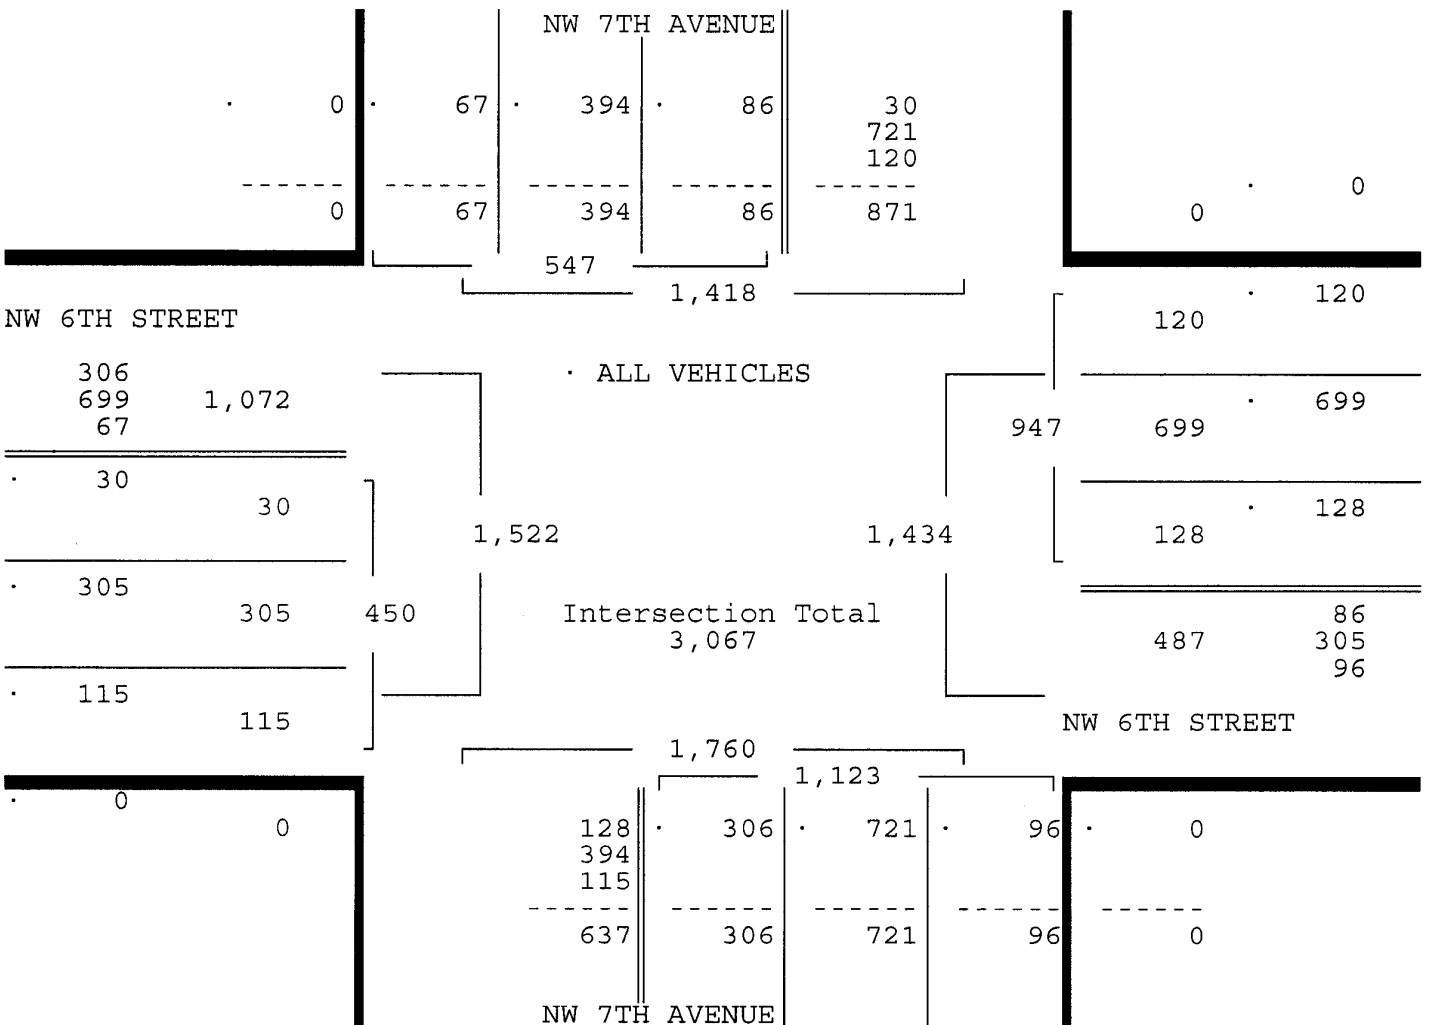 NW 7TH AVENUE
· 0 · 67 · 394 · 86 30
721
120
------ ------ ------ ------ ------ · 0
0 67 394 86 871 0
547
1,418 · 120
NW 6TH STREET 120
306 · ALL VEHICLES
699 1,072 · 699
67 947 699
· 30
30 · 128
1,522 1,434 128
· 305
305 450 Intersection Total 86
3,067 487 305
96
· 115
115 NW 6TH STREET
1,760
1,123
· 0
0 128 · 306 · 721 · 96 · 0
394
115
------ ------ ------ ------ ------
637 306 721 96 0
NW 7TH AVENUE